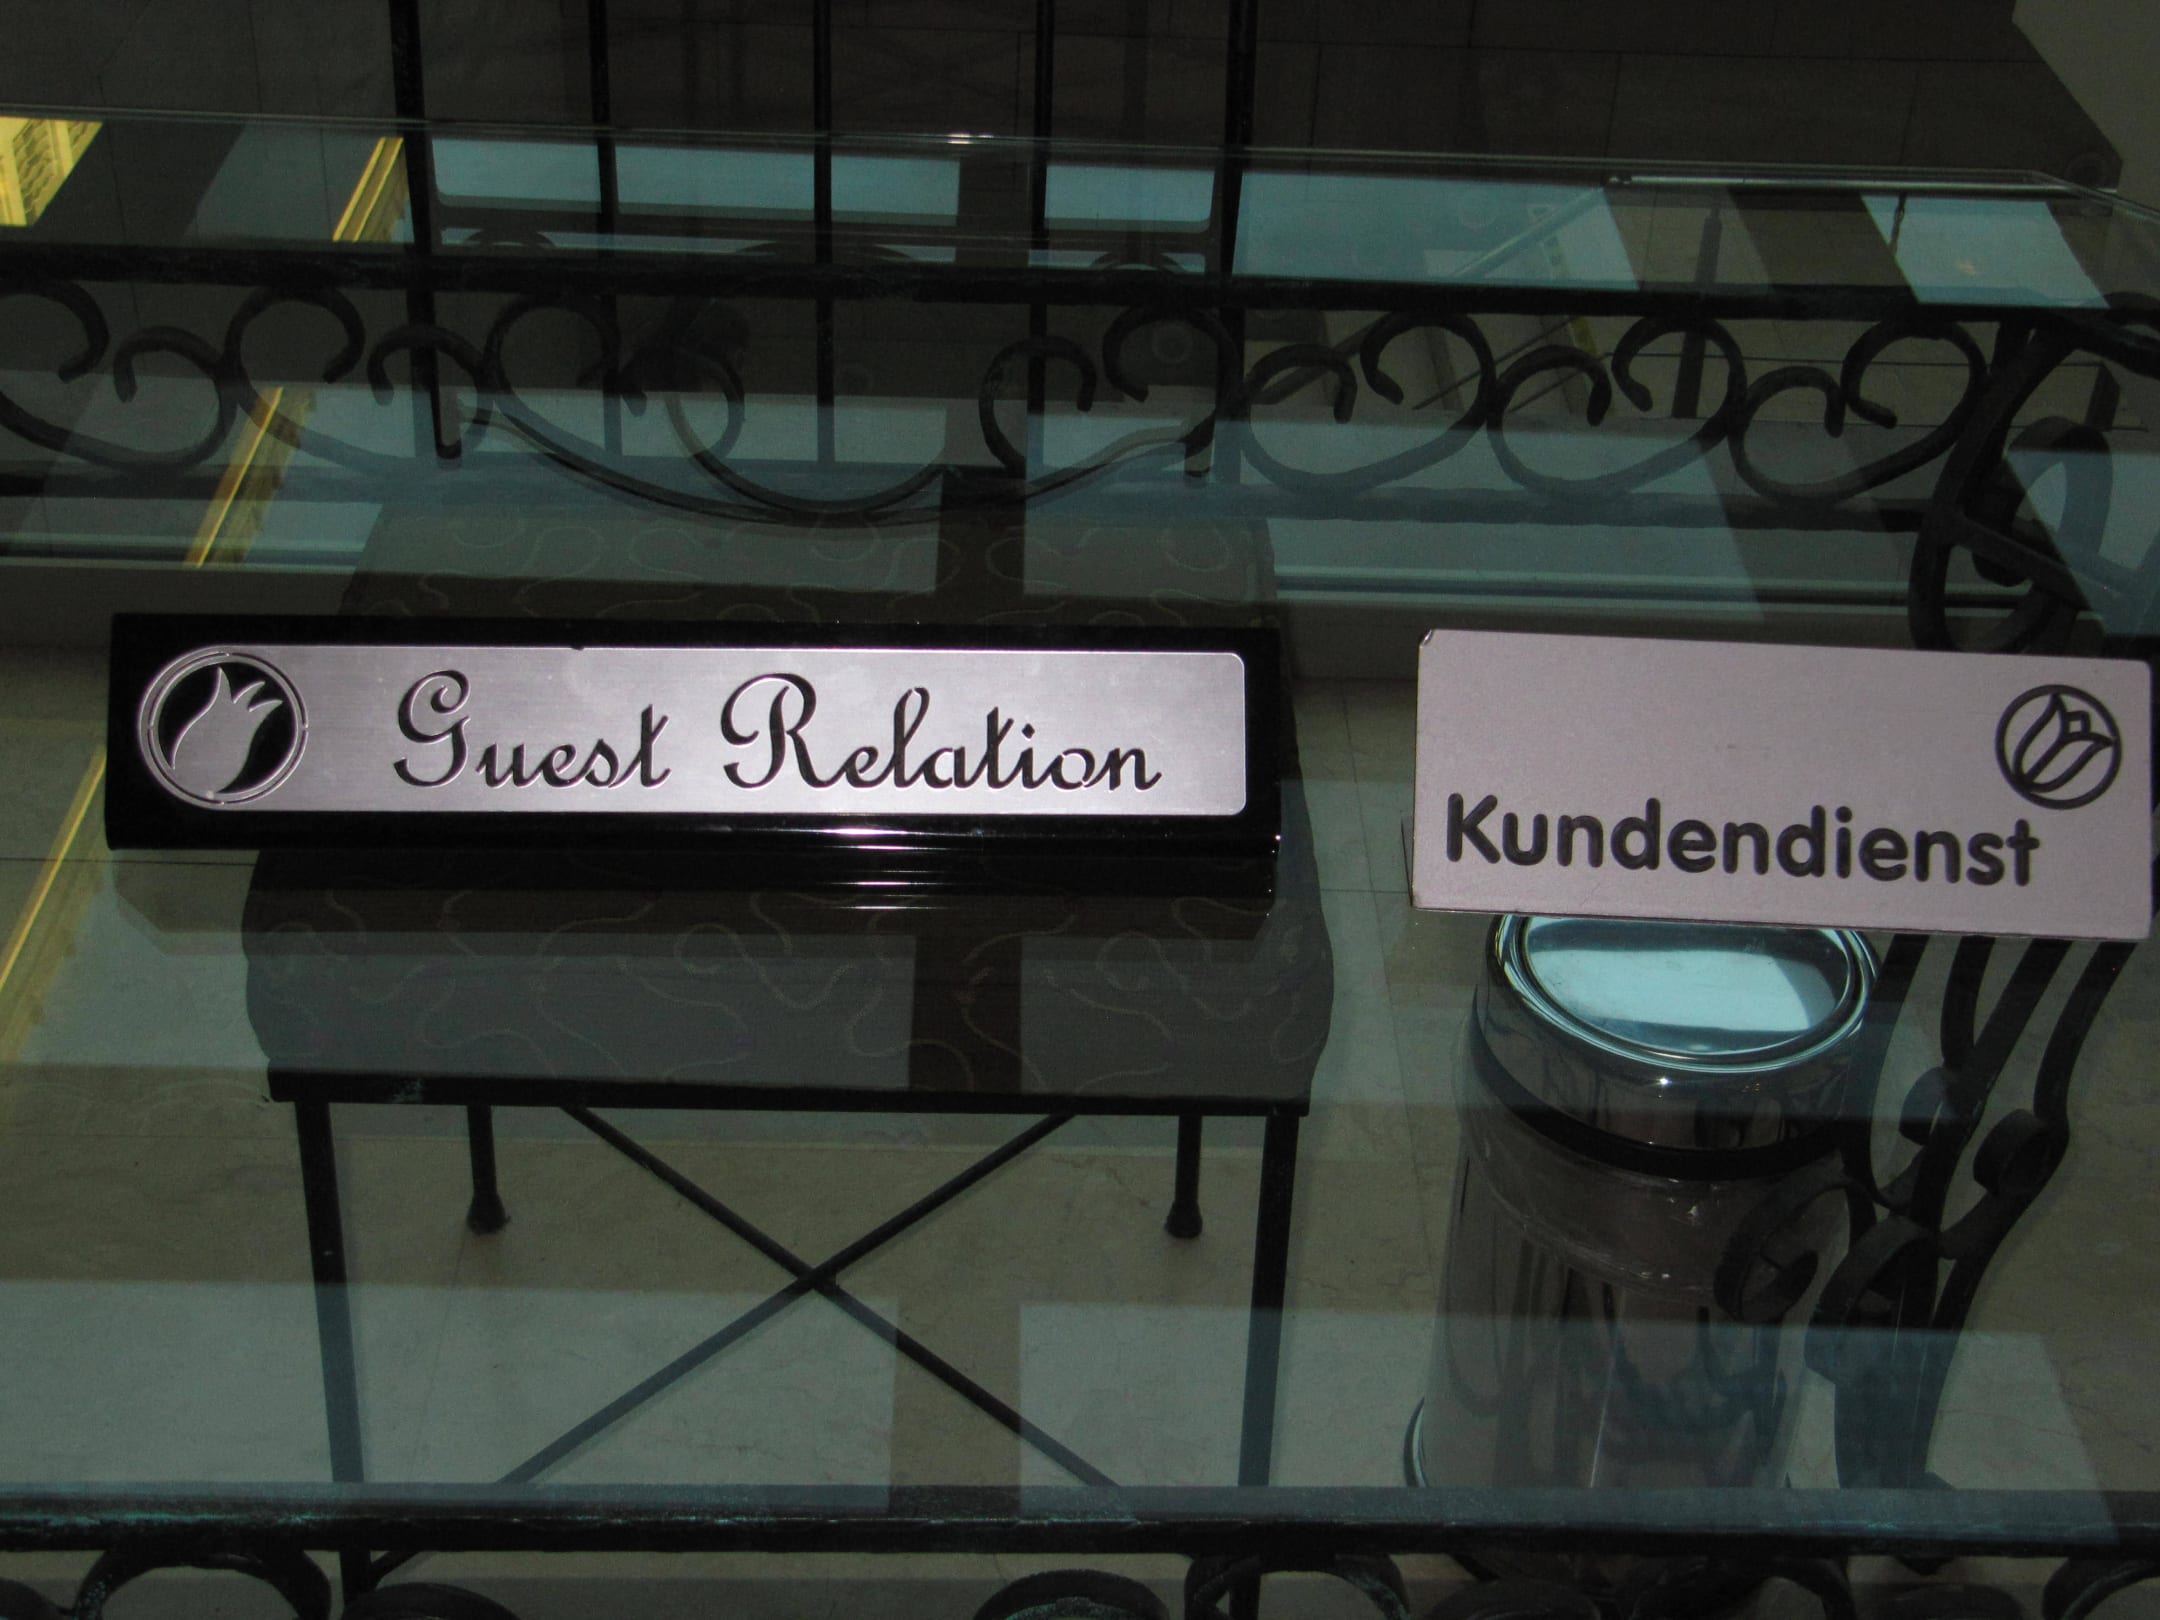 Guest Relation
Kundendienst